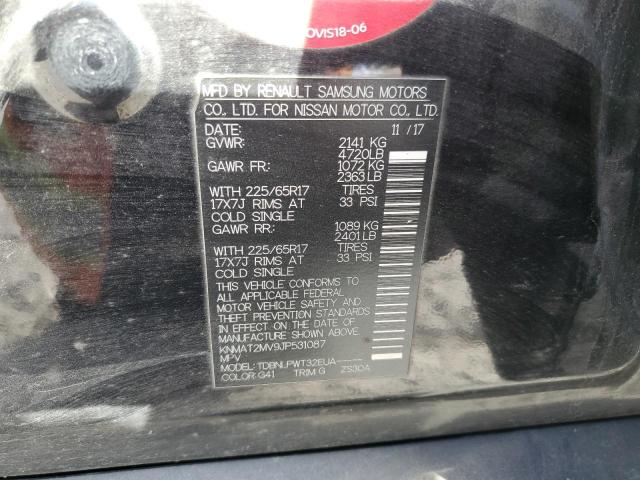 OVIS18-06
MFD BY RENAULT SAMSUNG MOTORS
CO., LTD. FOR NISSAN MOTOR CO., LTD.
DATE: 11 / 17
GVWR: 2141 KG
4720LB
GAWR FR: 1072 KG
2363 LB
WITH 225/65R17 TIRES
17X7J RIMS AT 33 PSI
COLD SINGLE
GAWR RR: 1089 KG
2401 LB
WITH 225/65R17 TIRES
17X7J RIMS AT 33 PSI
COLD SINGLE
THIS VEHICLE CONFORMS TO
ALL APPLICABLE FEDERAL
MOTOR VEHICLE SAFETY AND
THEFT PREVENTION
STANDARDS IN EFFECT ON
THE DATE OF MANUFACTURE
SHOWN ABOVE.
KNMAT2MV9JP531087
MPV
MODEL: TDBNLPWT32EUA-----
COLOR: G41 TRIM G ZS30A